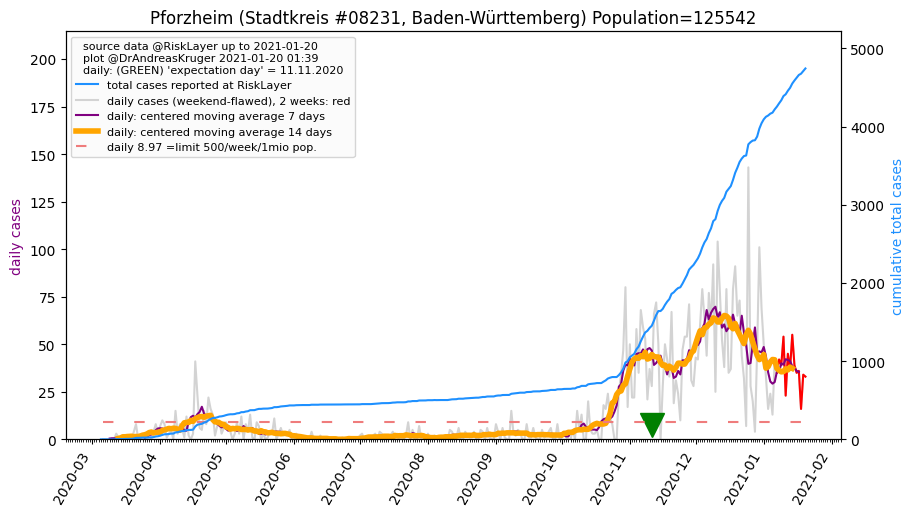 Pforzheim (Stadtkreis #08231, Baden-Württemberg) Population=125542
source data @RiskLayer up to 2021-01-20
plot @DrAndreasKruger 2021-01-20 01:39
daily: (GREEN) 'expectation day' = 11.11.2020
total cases reported at RiskLayer
daily cases (weekend-flawed), 2 weeks: red
daily: centered moving average 7 days
daily: centered moving average 14 days
daily 8.97 =limit 500/week/1mio pop.
daily cases
200
175
150
125
100
75
50
25
0
5000
4000
3000
2000
1000
0
cumulative total cases
2020-03
2020-04
2020-05
2020-06
2020-07
2020-08
2020-09
2020-10
2020-11
2020-12
2021-01
2021-02